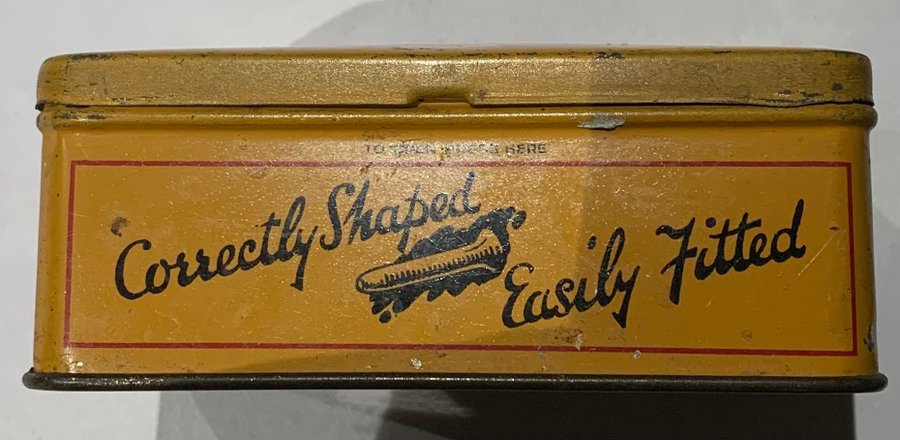 TO OPEN PRESS HERE
Correctly Shaped
Easily Fitted